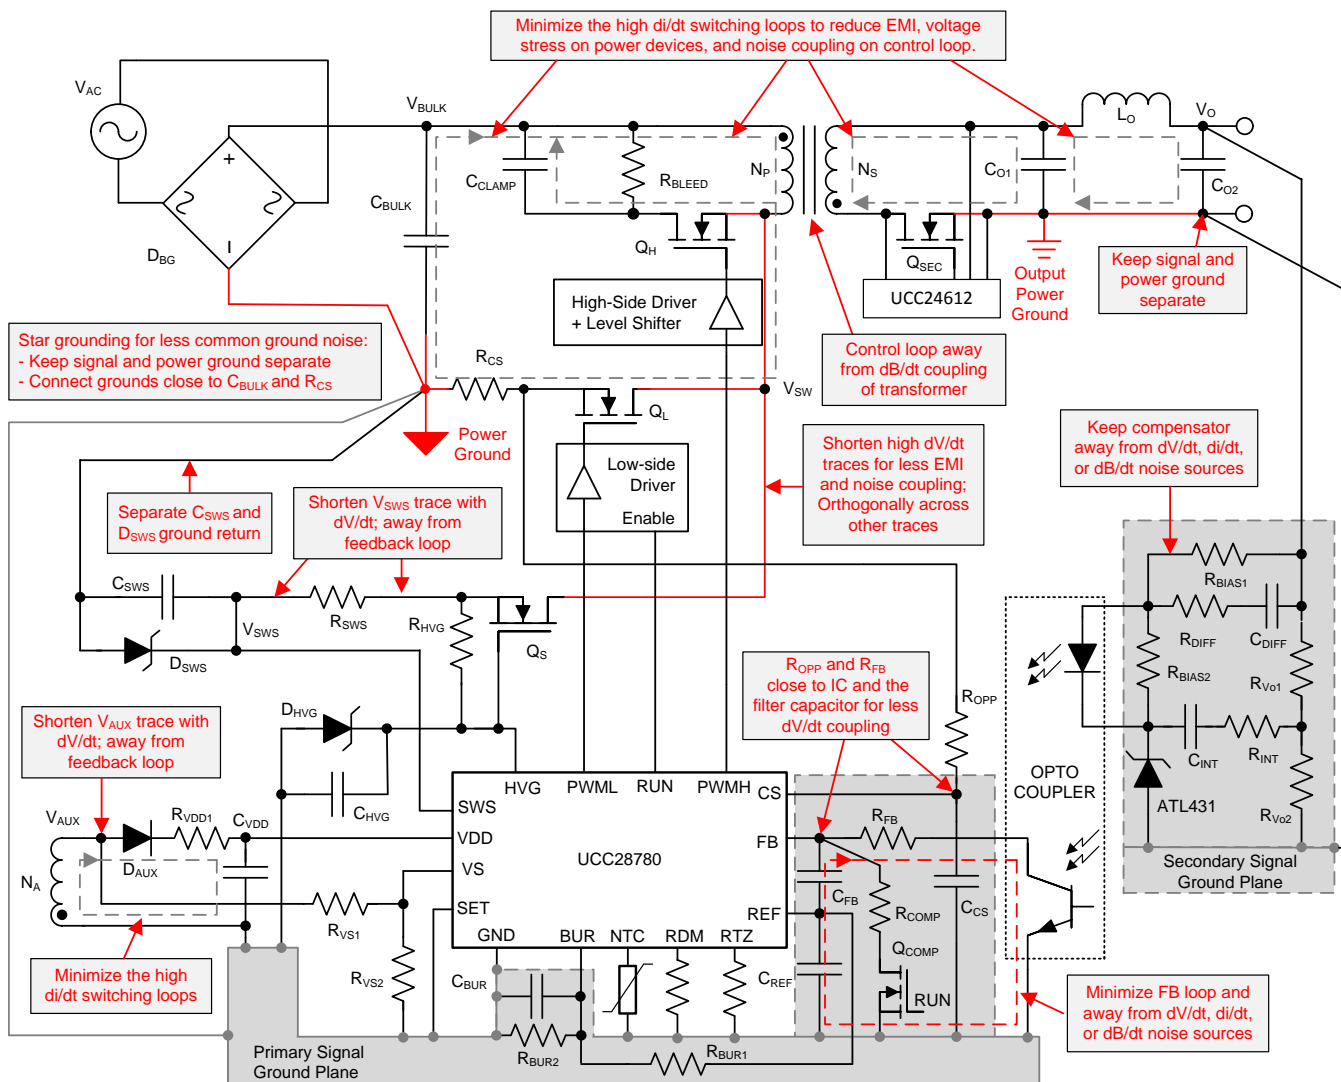 Minimize the high di/dt switching loops to reduce EMI, voltage
stress on power devices, and noise coupling on control loop.
VAC
VBULK
LO
VO
NP
NS
CCLAMP
RBLEED
CO1
CO2
CBULK
DBG
QH
QSEC
UCC24612
Output
Power
Ground
Keep signal and
power ground
separate
High-Side Driver
+ Level Shifter
Star grounding for less common ground noise:
- Keep signal and power ground separate
- Connect grounds close to CBULK and RCS
RCS
Control loop away
from dB/dt coupling
of transformer
VSW
QL
Power
Ground
Low-side
Driver
Enable
Shorten high dV/dt
traces for less EMI
and noise coupling;
Orthogonally across
other traces
Keep compensator
away from dV/dt, di/dt,
or dB/dt noise sources
Separate CSWS and
DSWS ground return
Shorten VSWS trace with
dV/dt; away from
feedback loop
CSWS
RSWS
VSWS
DSWS
RHVG
QS
RBIAS1
RDIFF
CDIFF
RBIAS2
RVo1
CINT
RINT
ATL431
RVo2
OPTO
COUPLER
Secondary Signal
Ground Plane
ROPP and RFB
close to IC and the
filter capacitor for less
dV/dt coupling
ROPP
Shorten VAUX trace with
dV/dt; away from
feedback loop
DHVG
CHVG
VAUX
RVDD1
CVDD
DAUX
NA
HVG
PWML
RUN
PWMH
SWS
CS
VDD
FB
UCC28780
VS
SET
REF
GND
BUR
NTC
RDM
RTZ
RFB
CFB
RCOMP
CCS
QCOMP
CREF
RUN
RVS1
RVS2
CBUR
RBUR2
RBUR1
Minimize the high
di/dt switching loops
Minimize FB loop and
away from dV/dt, di/dt,
or dB/dt noise sources
Primary Signal
Ground Plane